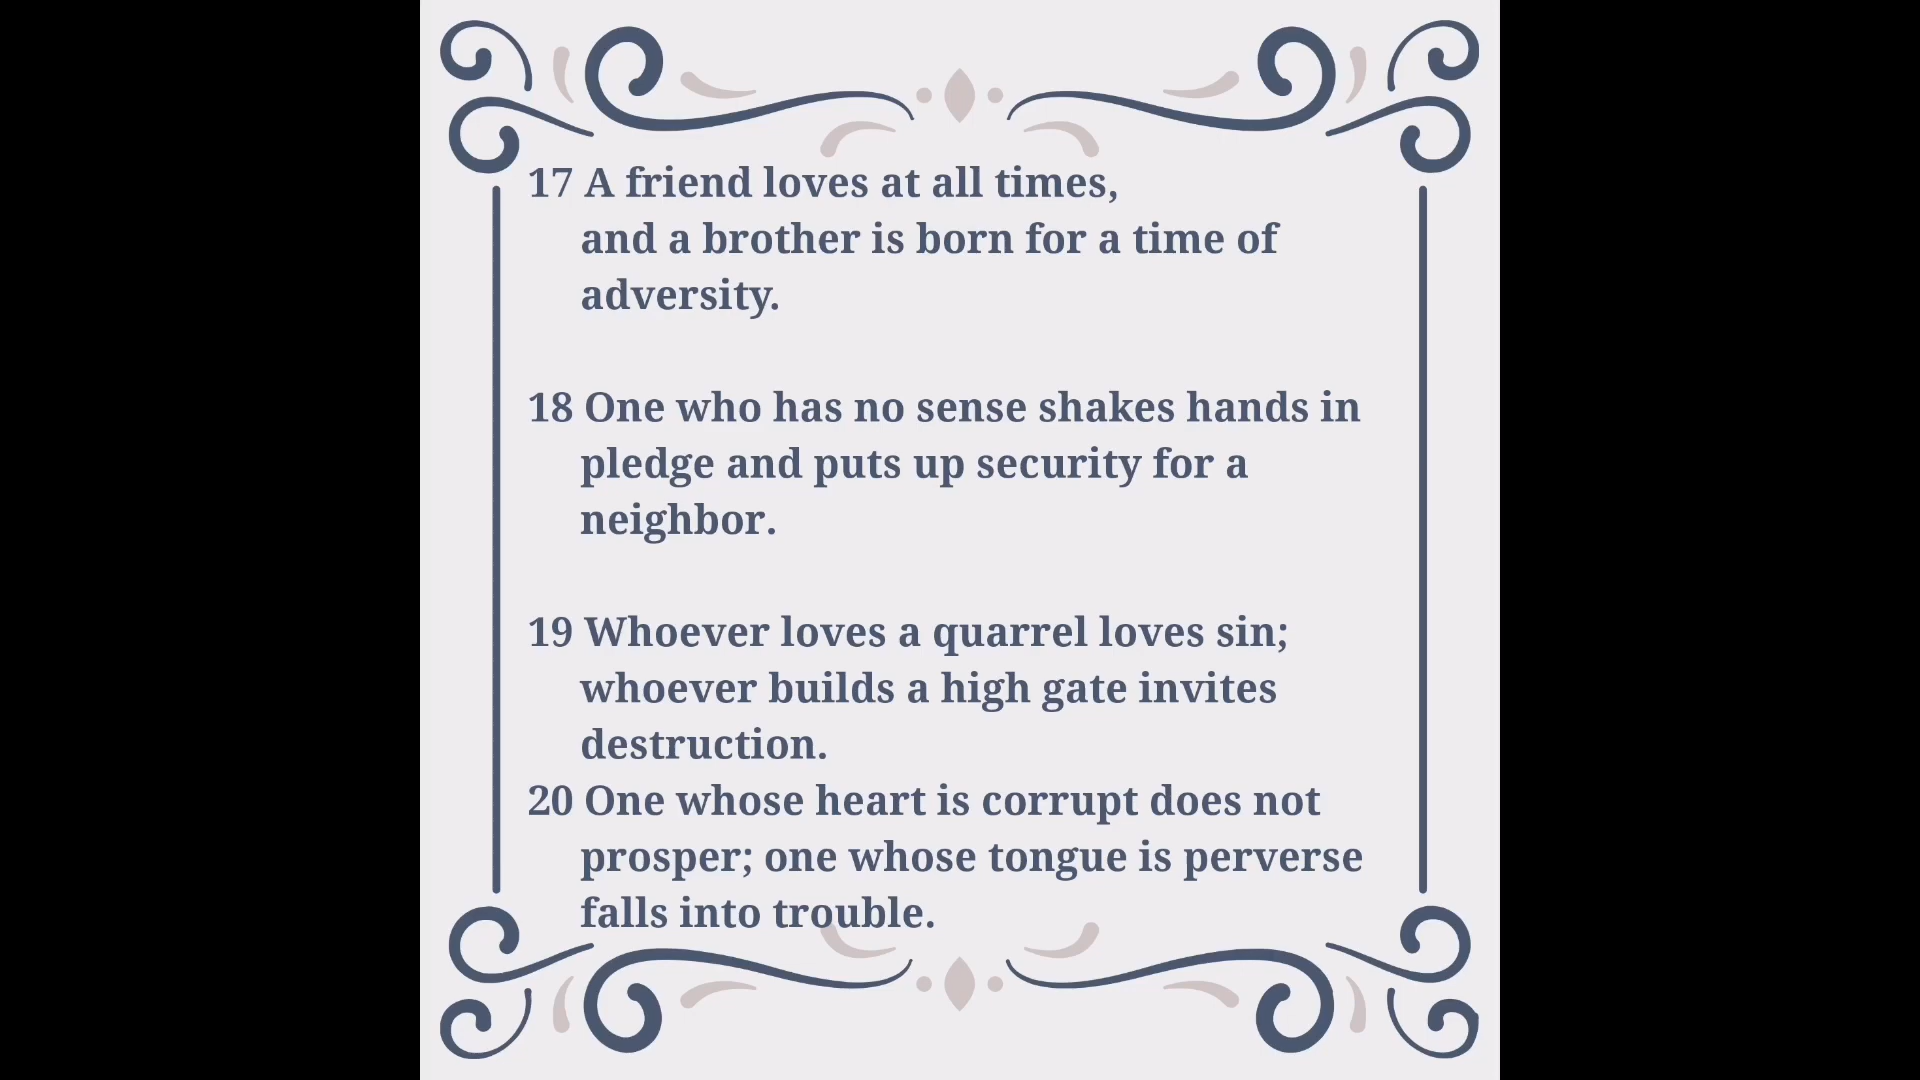 17 A friend loves at all times,
and a brother is born for a time of
adversity.
18 One who has no sense shakes hands in
pledge and puts up security for a
neighbor.
19 Whoever loves a quarrel loves sin;
whoever builds a high gate invites
destruction.
20 One whose heart is corrupt does not
prosper; one whose tongue is perverse
falls into trouble.